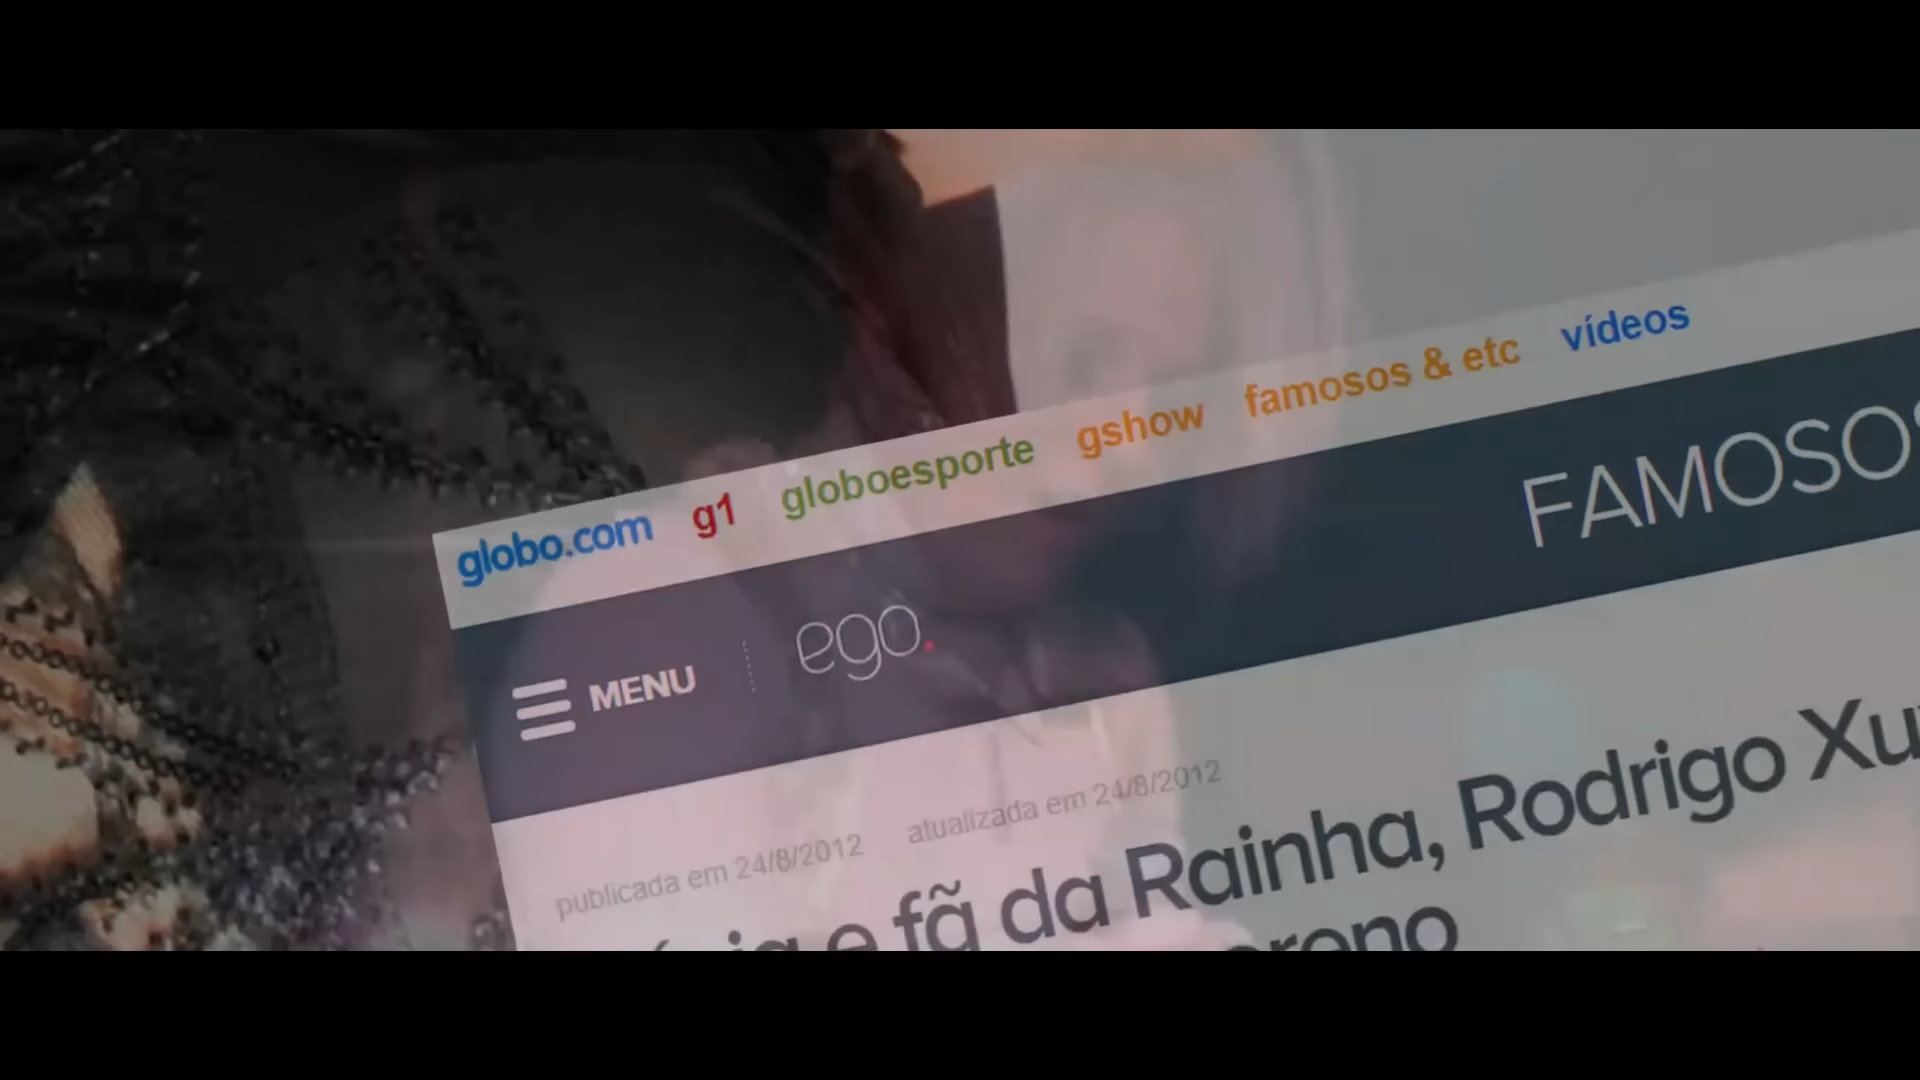 globo.com g1 globoesporte gshow famosos & etc vídeos
MENU ego. FAMOSOS
publicada em 24/8/2012 atualizada em 24/8/2012
e fã da Rainha, Rodrigo